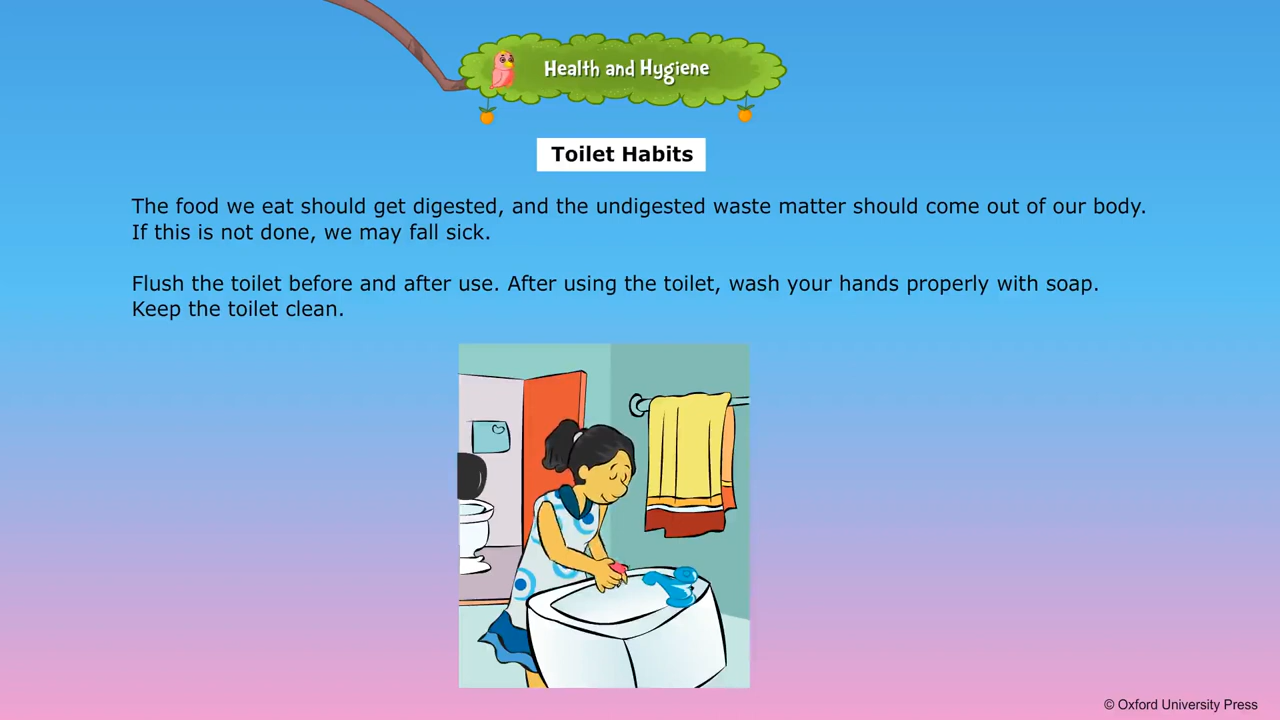 Health and Hygiene
Toilet Habits
The food we eat should get digested, and the undigested waste matter should come out of our body.
If this is not done, we may fall sick.
Flush the toilet before and after use. After using the toilet, wash your hands properly with soap.
Keep the toilet clean.
© Oxford University Press